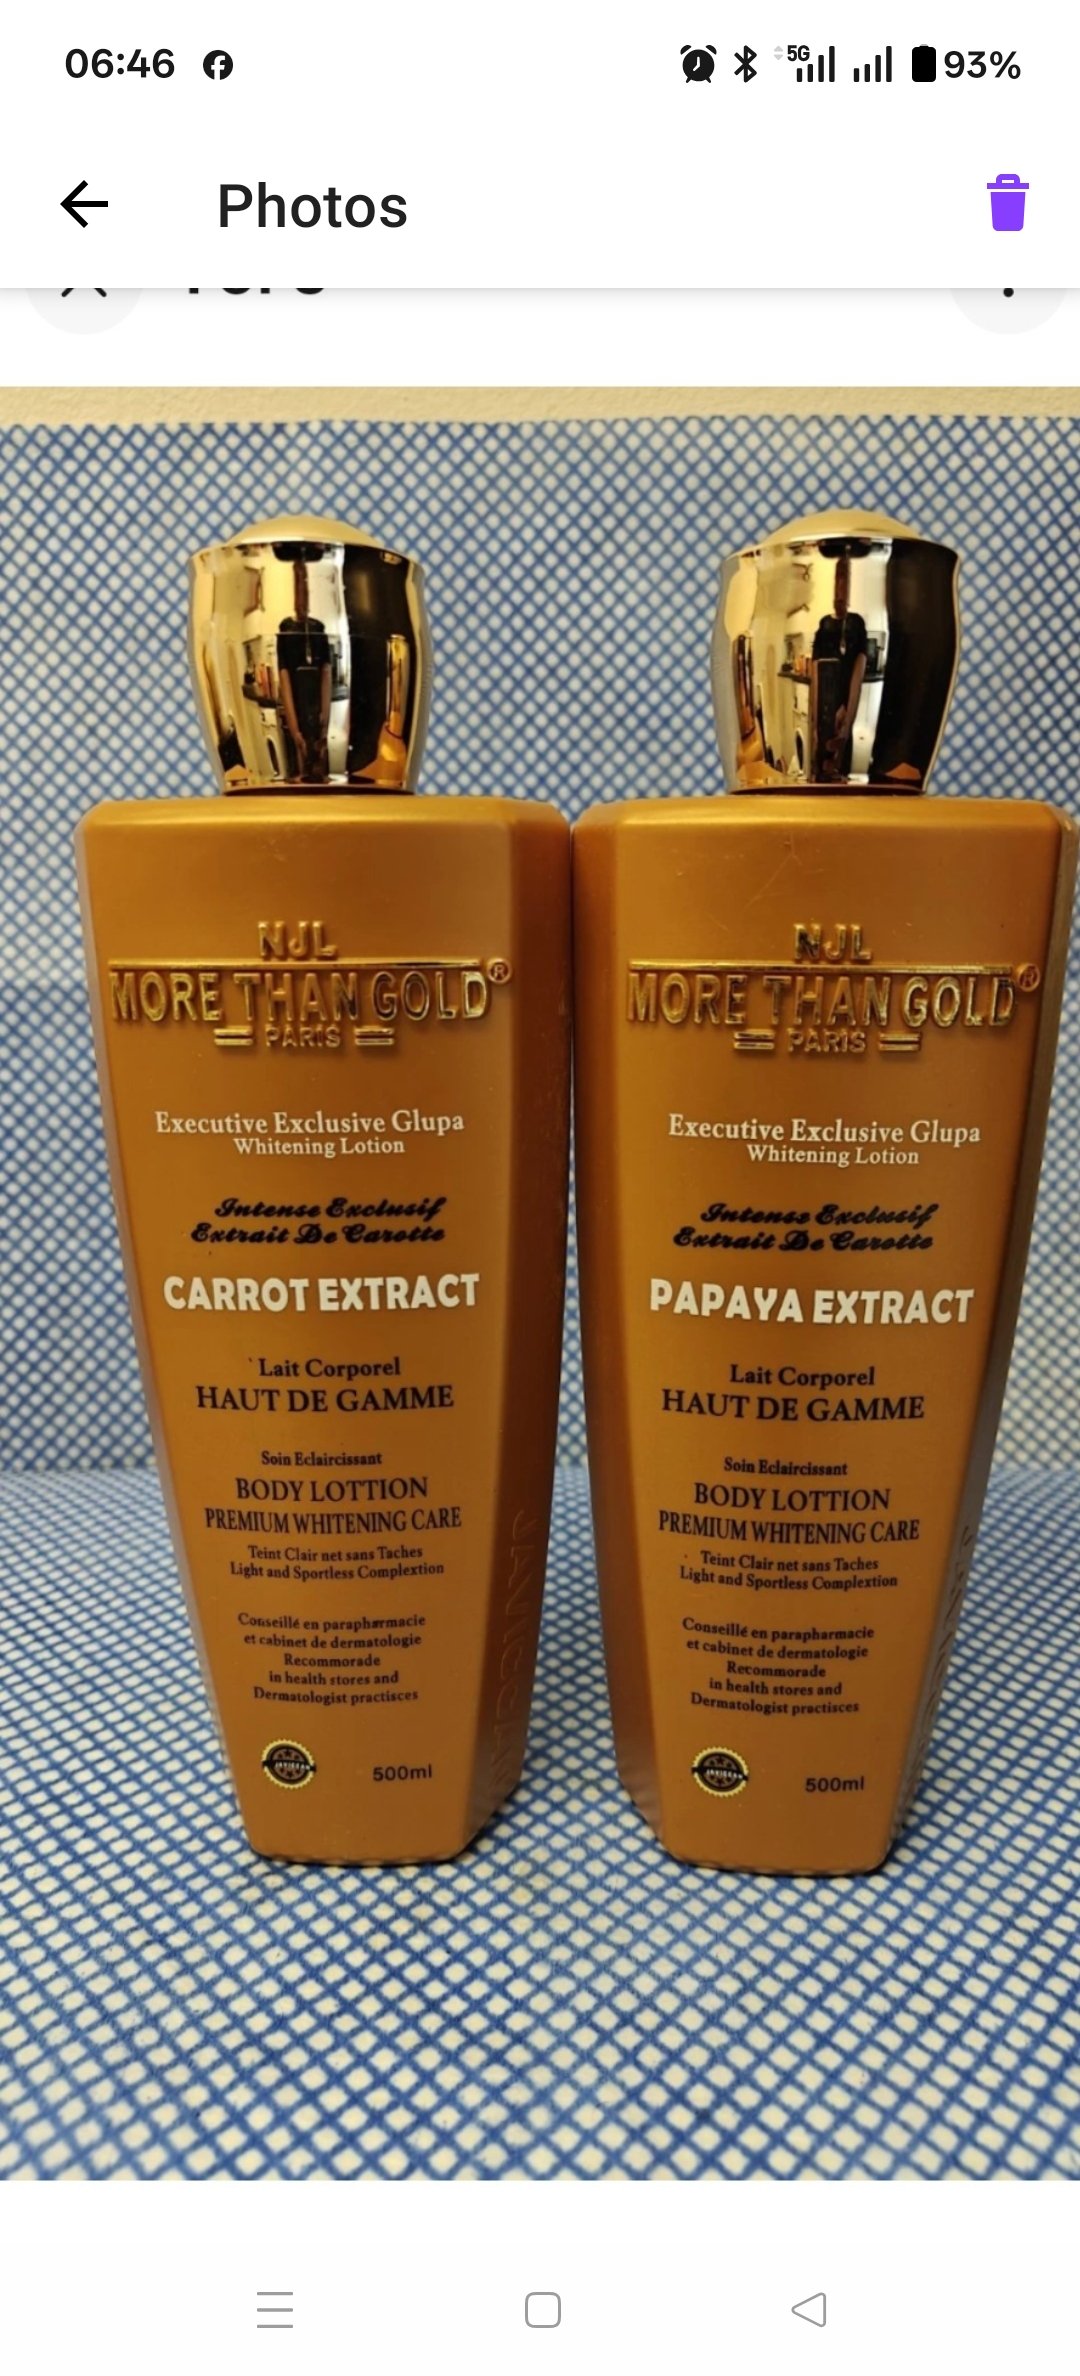 06:46
5G
93%
Photos
NJL
MORE THAN GOLD®
PARIS
Executive Exclusive Glupa
Whitening Lotion
Intense Exclusif
Extrait De Carotte
CARROT EXTRACT
Lait Corporel
HAUT DE GAMME
Soin Eclaircissant
BODY LOTTION
PREMIUM WHITENING CARE
Teint Clair net sans Taches
Light and Sportless Complextion
Conseillé en parapharmacie
et cabinet de dermatologie
Recommorade
in health stores and
Dermatologist practisces
500ml
NJL
MORE THAN GOLD®
PARIS
Executive Exclusive Glupa
Whitening Lotion
Intense Exclusif
Extrait De Carotte
PAPAYA EXTRACT
Lait Corporel
HAUT DE GAMME
Soin Eclaircissant
BODY LOTTION
PREMIUM WHITENING CARE
Teint Clair net sans Taches
Light and Sportless Complextion
Conseillé en parapharmacie
et cabinet de dermatologie
Recommorade
in health stores and
Dermatologist practisces
500ml